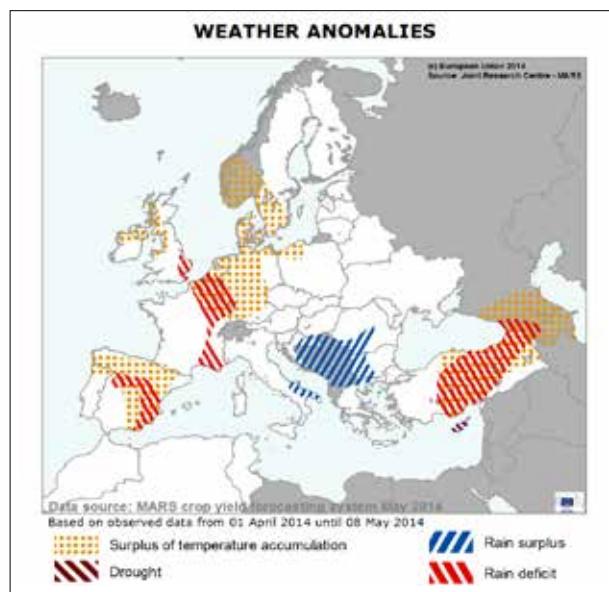 WEATHER ANOMALIES
(c) European Union 2014
Source: Joint Research Centre - MARS
Data source: MARS crop yield forecasting system May 2014
Based on observed data from 01 April 2014 until 08 May 2014
Surplus of temperature accumulation
Rain surplus
Drought
Rain deficit